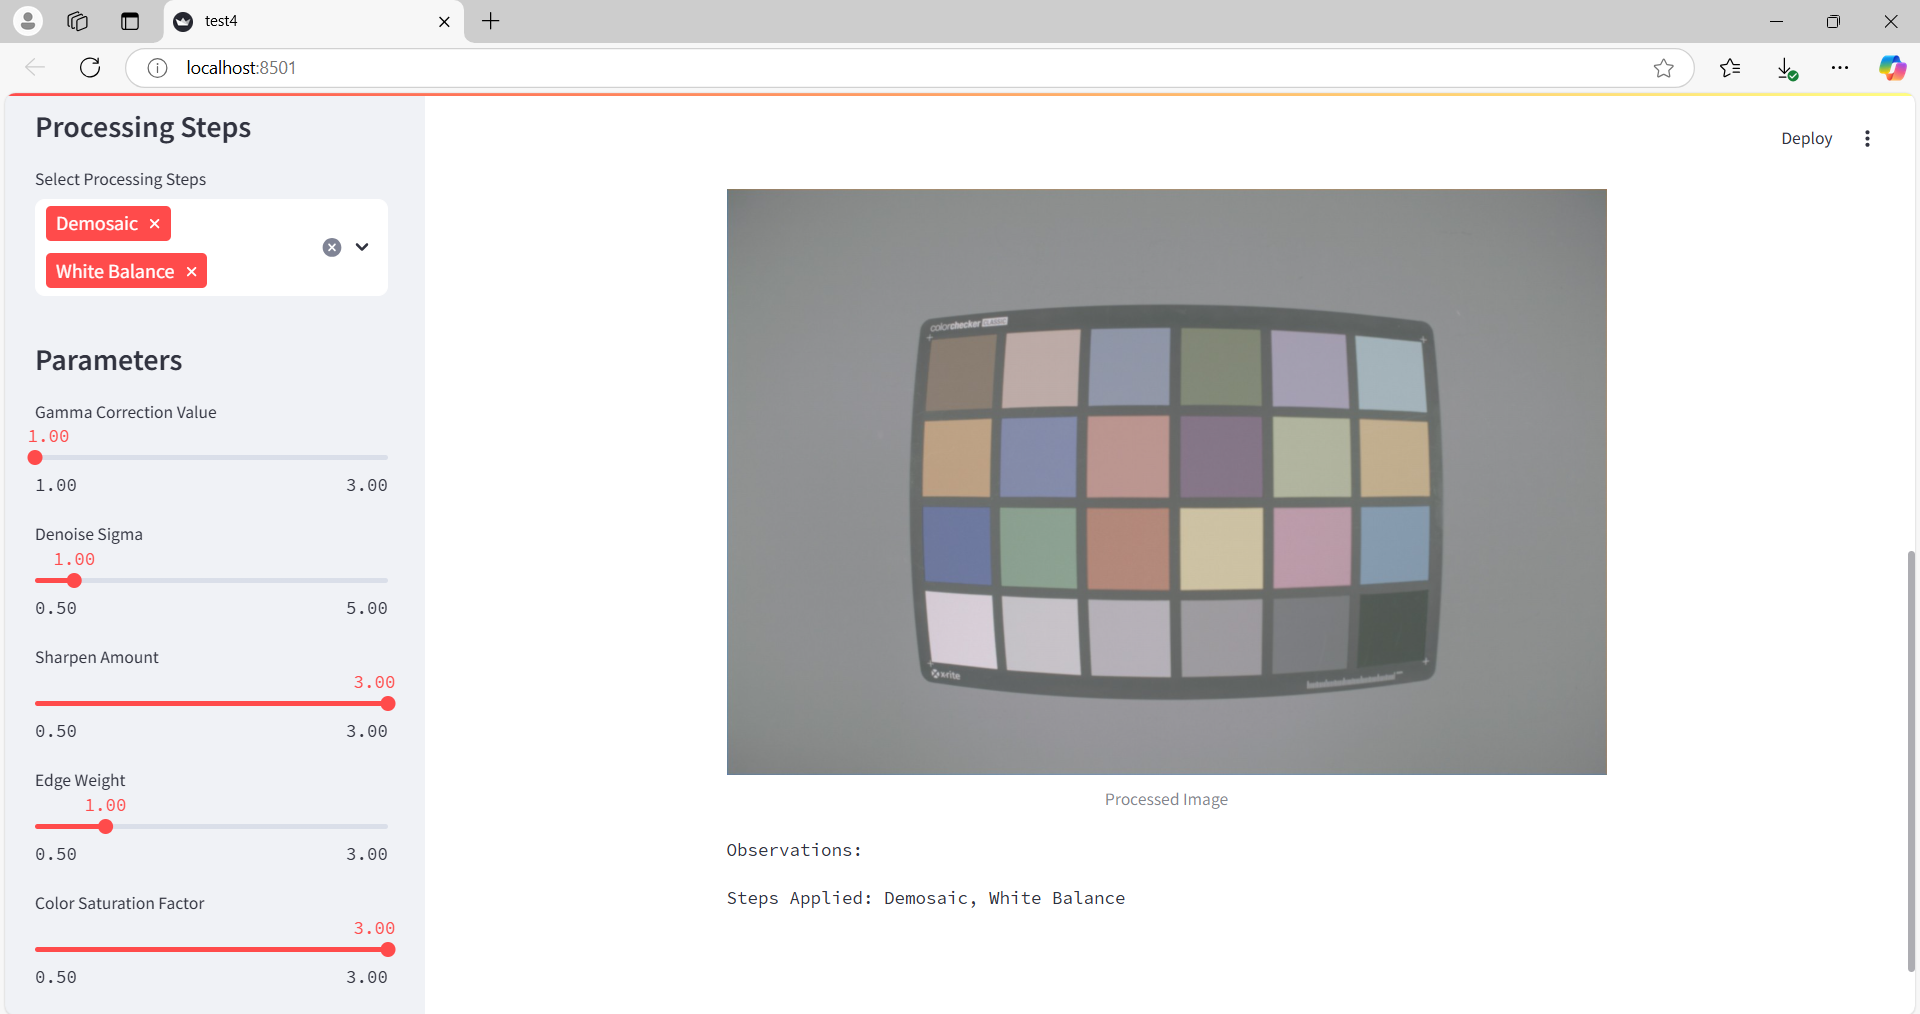 test4
localhost:8501
Processing Steps
Select Processing Steps
Demosaic
White Balance
Parameters
Gamma Correction Value
1.00
1.00 3.00
Denoise Sigma
1.00
0.50 5.00
Sharpen Amount
3.00
0.50 3.00
Edge Weight
1.00
0.50 3.00
Color Saturation Factor
3.00
0.50 3.00
Deploy
colorchecker CLASSIC
x-rite
Processed Image
Observations:
Steps Applied: Demosaic, White Balance